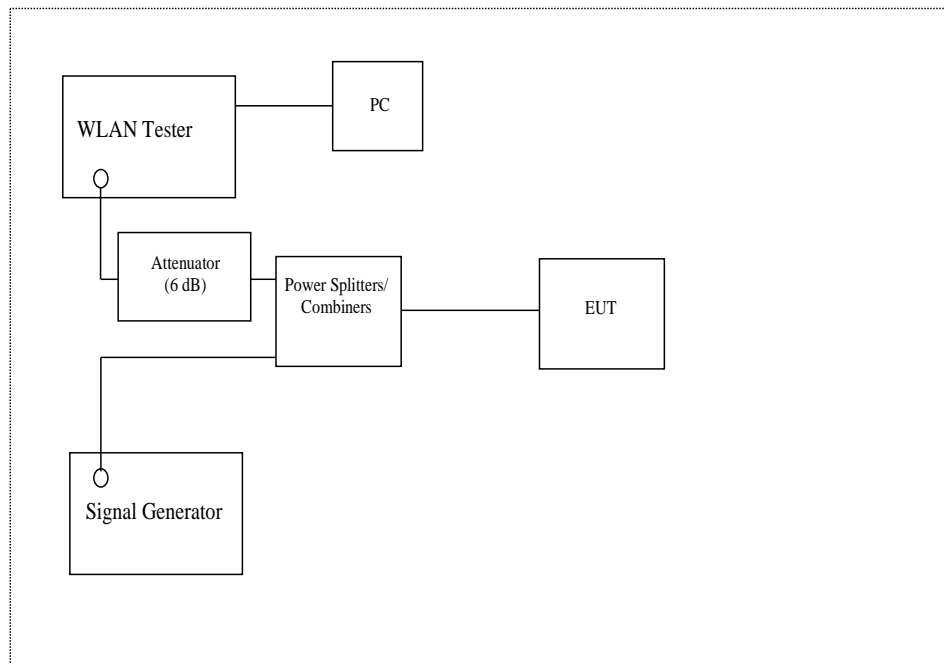 PC
WLAN Tester
Attenuator
(6 dB)
Power Splitters/
Combiners
EUT
Signal Generator